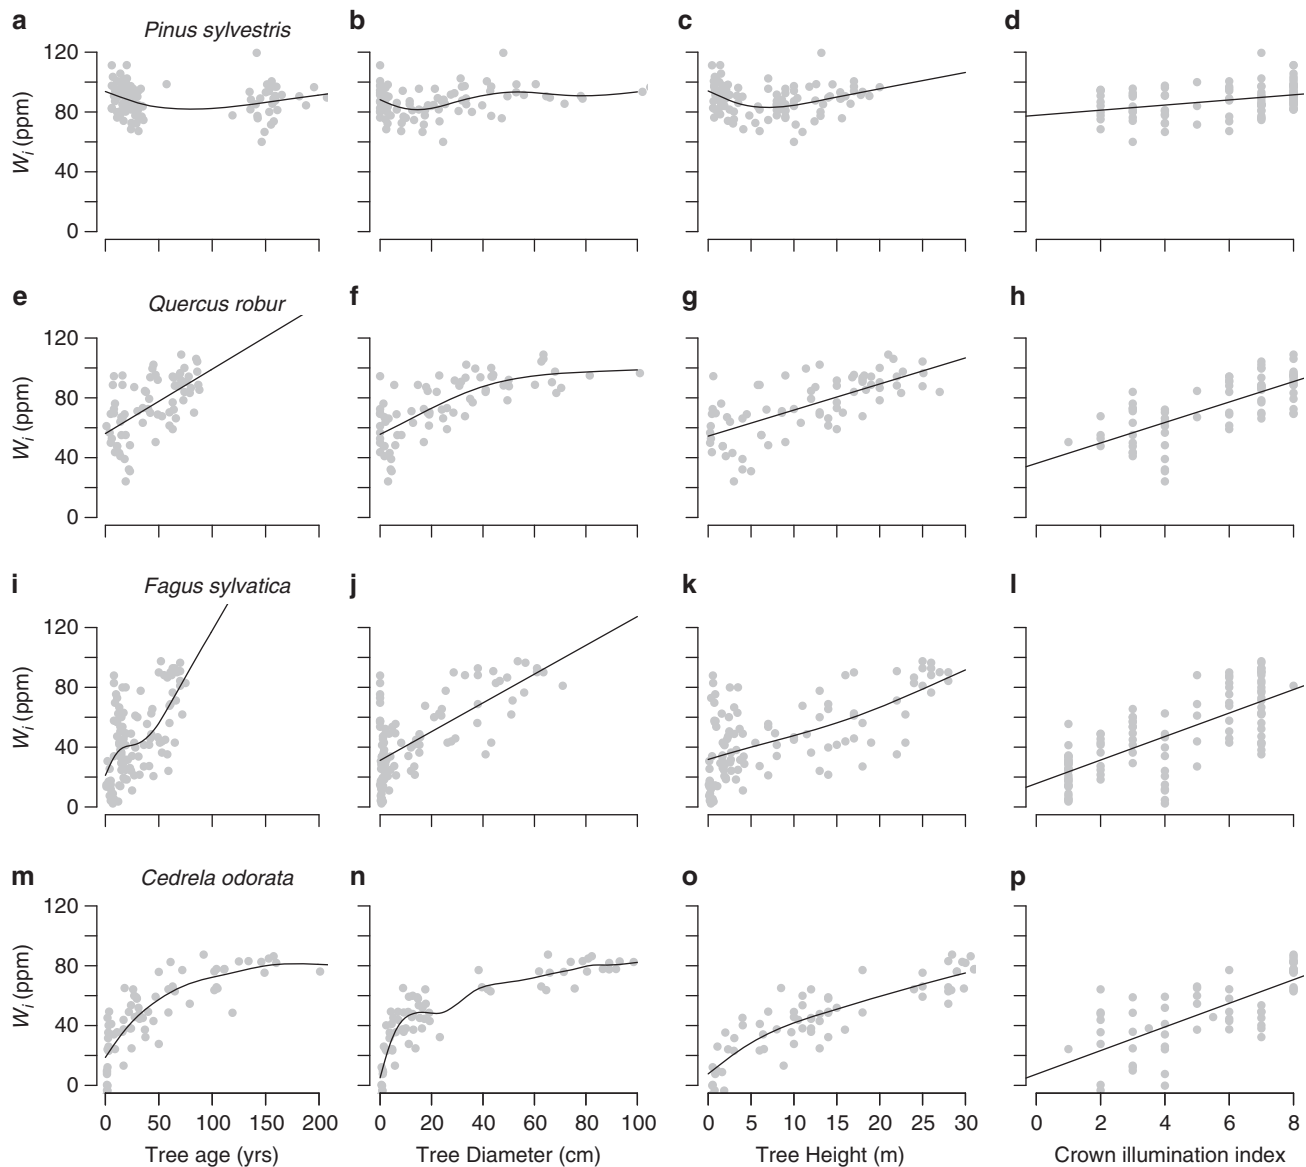 a Pinus sylvestris b c d
120
80
40
0
Wi (ppm)
e Quercus robur f g h
120
80
40
0
Wi (ppm)
i Fagus sylvatica j k l
120
80
40
0
Wi (ppm)
m Cedrela odorata n o p
120
80
40
0
Wi (ppm)
0 50 100 150 200 0 20 40 60 80 100 0 5 10 15 20 25 30 0 2 4 6 8
Tree age (yrs) Tree Diameter (cm) Tree Height (m) Crown illumination index